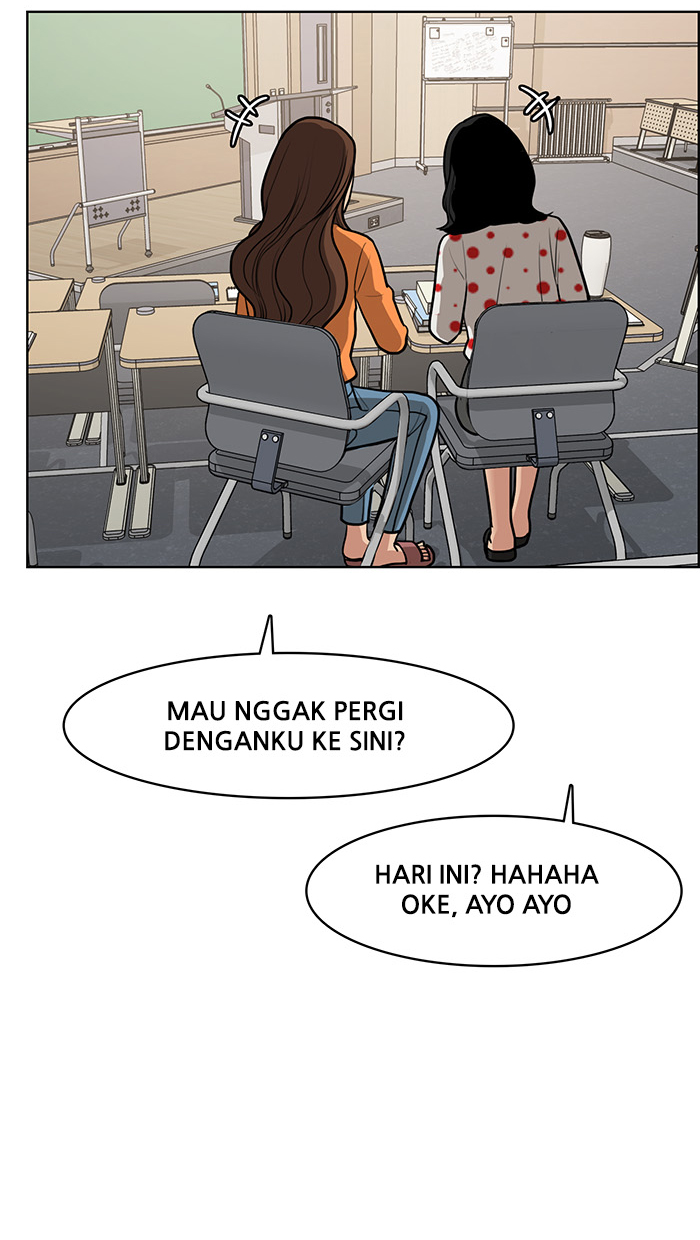 MAU NGGAK PERGI
DENGANKU KE SINI?
HARI INI? HAHAHA
OKE, AYO AYO